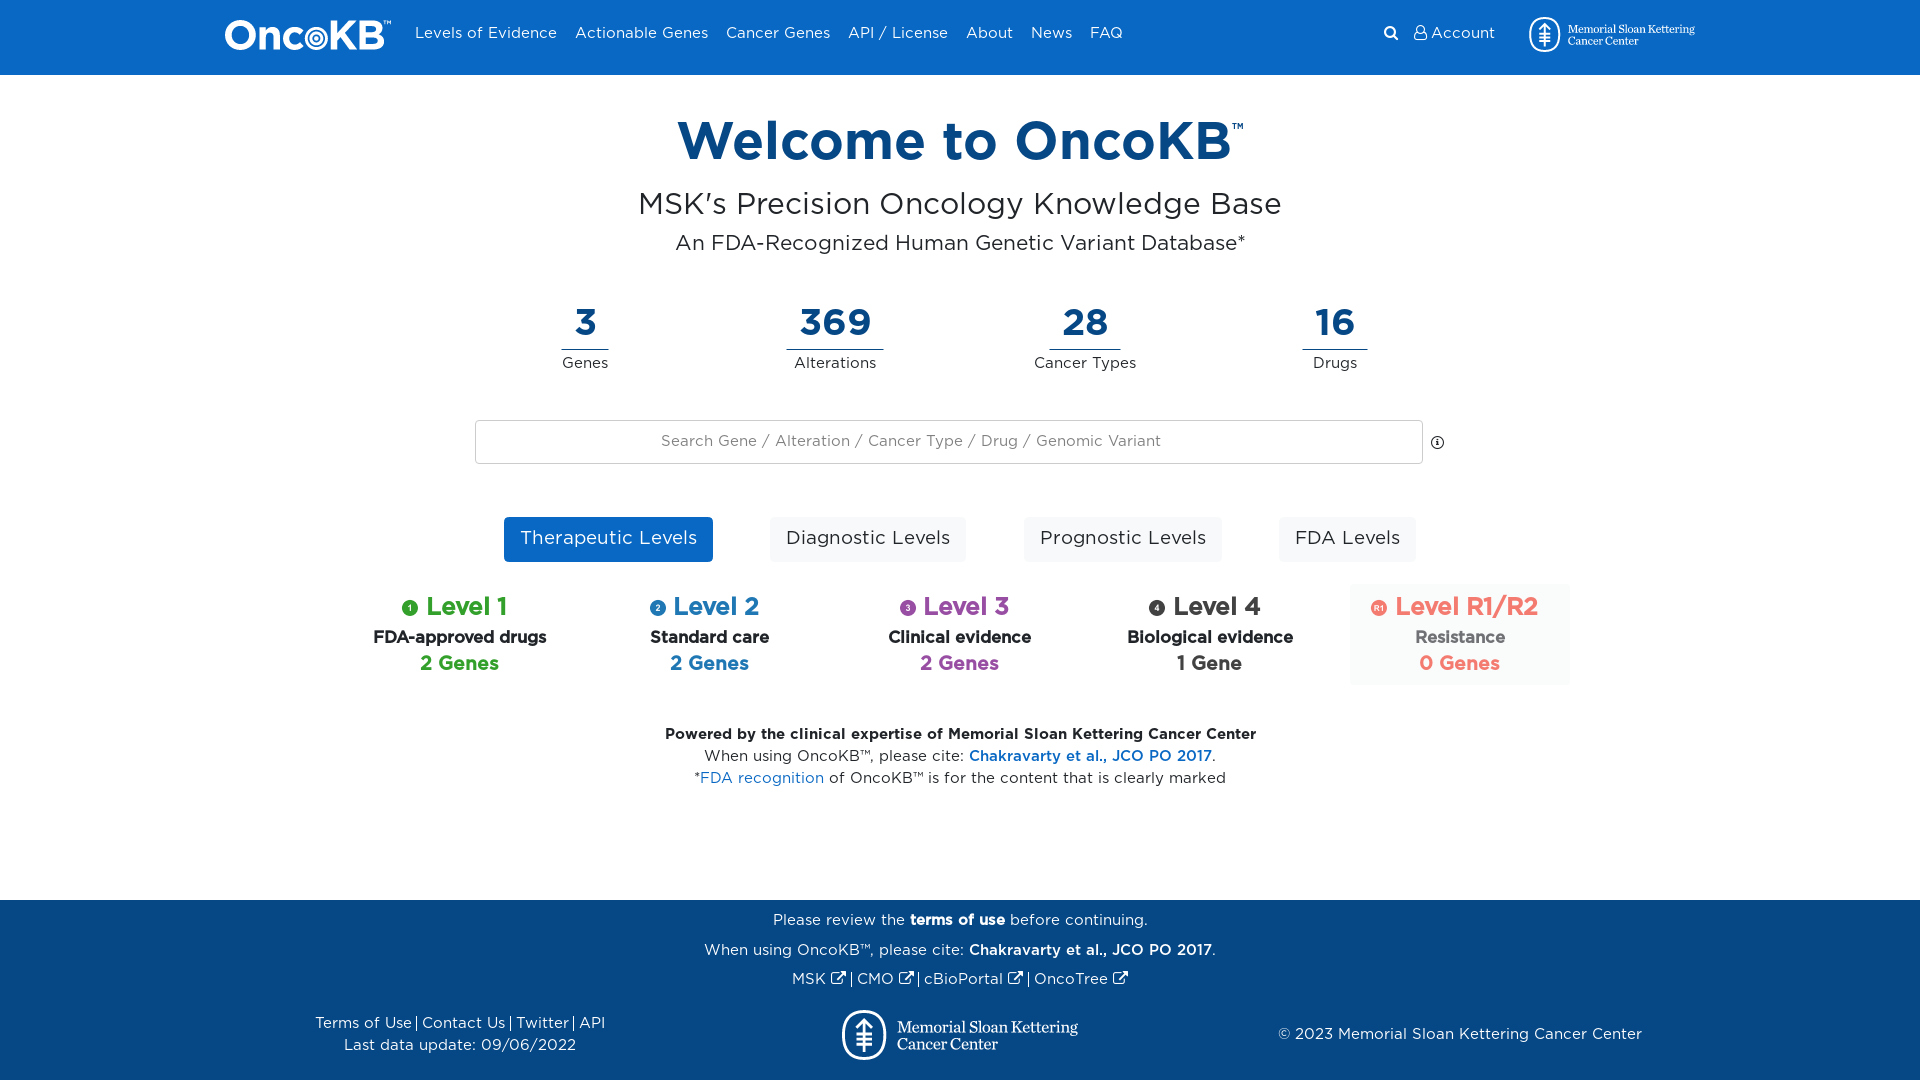 OncoKB™
Levels of Evidence
Actionable Genes
Cancer Genes
API / License
About
News
FAQ
Account
Memorial Sloan Kettering
Cancer Center
Welcome to OncoKB™
MSK's Precision Oncology Knowledge Base
An FDA-Recognized Human Genetic Variant Database*
3
Genes
369
Alterations
28
Cancer Types
16
Drugs
Search Gene / Alteration / Cancer Type / Drug / Genomic Variant
Therapeutic Levels
Diagnostic Levels
Prognostic Levels
FDA Levels
1 Level 1
FDA-approved drugs
2 Genes
2 Level 2
Standard care
2 Genes
3 Level 3
Clinical evidence
2 Genes
4 Level 4
Biological evidence
1 Gene
R1 Level R1/R2
Resistance
0 Genes
Powered by the clinical expertise of Memorial Sloan Kettering Cancer Center
When using OncoKB™, please cite: Chakravarty et al., JCO PO 2017.
*FDA recognition of OncoKB™ is for the content that is clearly marked
Please review the terms of use before continuing.
When using OncoKB™, please cite: Chakravarty et al., JCO PO 2017.
MSK | CMO | cBioPortal | OncoTree
Terms of Use | Contact Us | Twitter | API
Last data update: 09/06/2022
Memorial Sloan Kettering
Cancer Center
© 2023 Memorial Sloan Kettering Cancer Center